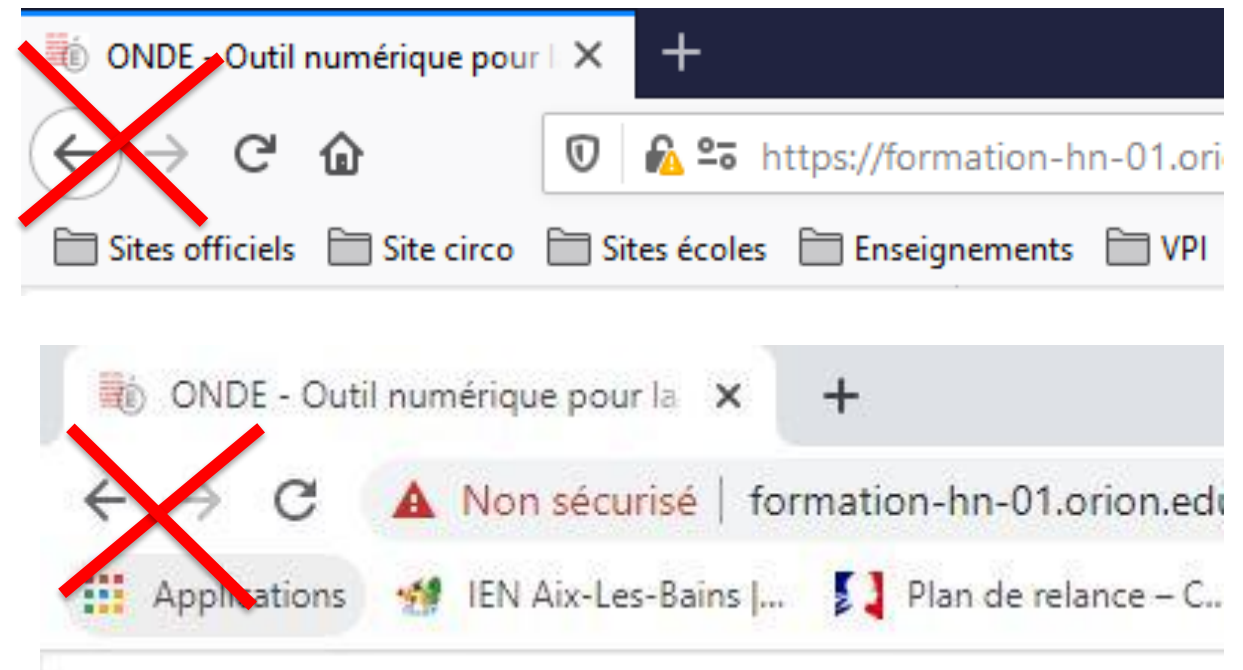 ONDE - Outil numérique pour l
https://formation-hn-01.ori
Sites officiels Site circo Sites écoles Enseignements VPI
ONDE - Outil numérique pour la
Non sécurisé | formation-hn-01.orion.edu
Applications IEN Aix-Les-Bains |... Plan de relance – C...